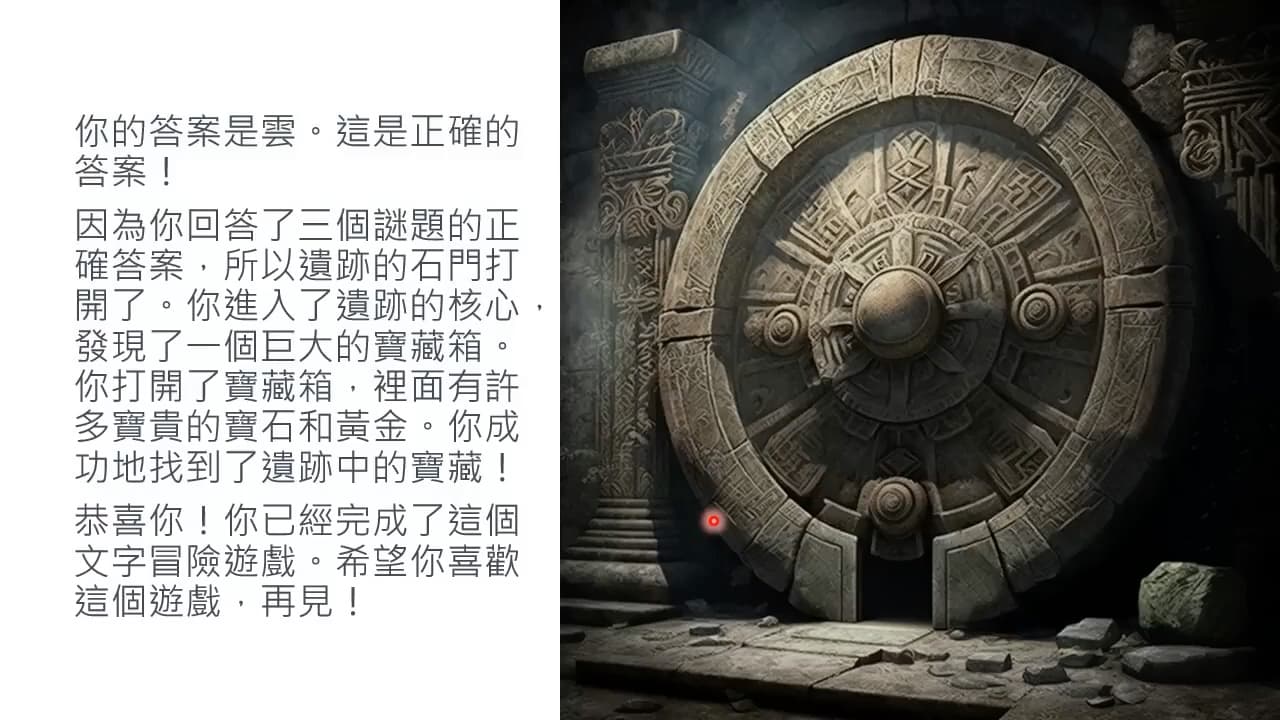 你的答案是雲。這是正確的
答案！
因為你回答了三個謎題的正
確答案，所以遺跡的石門打
開了。你進入了遺跡的核心，
發現了一個巨大的寶藏箱。
你打開了寶藏箱，裡面有許
多寶貴的寶石和黃金。你成
功地找到了遺跡中的寶藏！
恭喜你！你已經完成了這個
文字冒險遊戲。希望你喜歡
這個遊戲，再見！